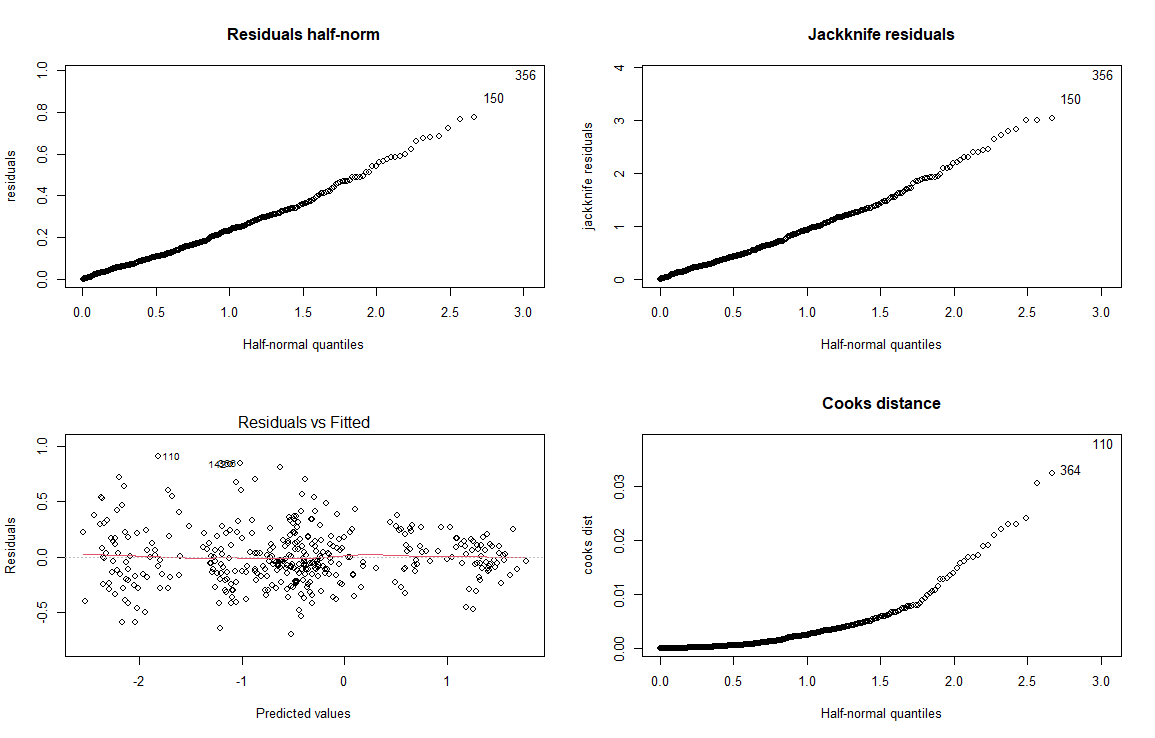 Residuals half-norm
residuals
0.0 0.2 0.4 0.6 0.8 1.0
356
150
0.0 0.5 1.0 1.5 2.0 2.5 3.0
Half-normal quantiles
Jackknife residuals
jackknife residuals
0 1 2 3 4
356
150
0.0 0.5 1.0 1.5 2.0 2.5 3.0
Half-normal quantiles
Residuals vs Fitted
Residuals
-0.5 0.0 0.5 1.0
110
-2 -1 0 1
Predicted values
Cooks distance
cooks dist
0.00 0.01 0.02 0.03
110
364
0.0 0.5 1.0 1.5 2.0 2.5 3.0
Half-normal quantiles